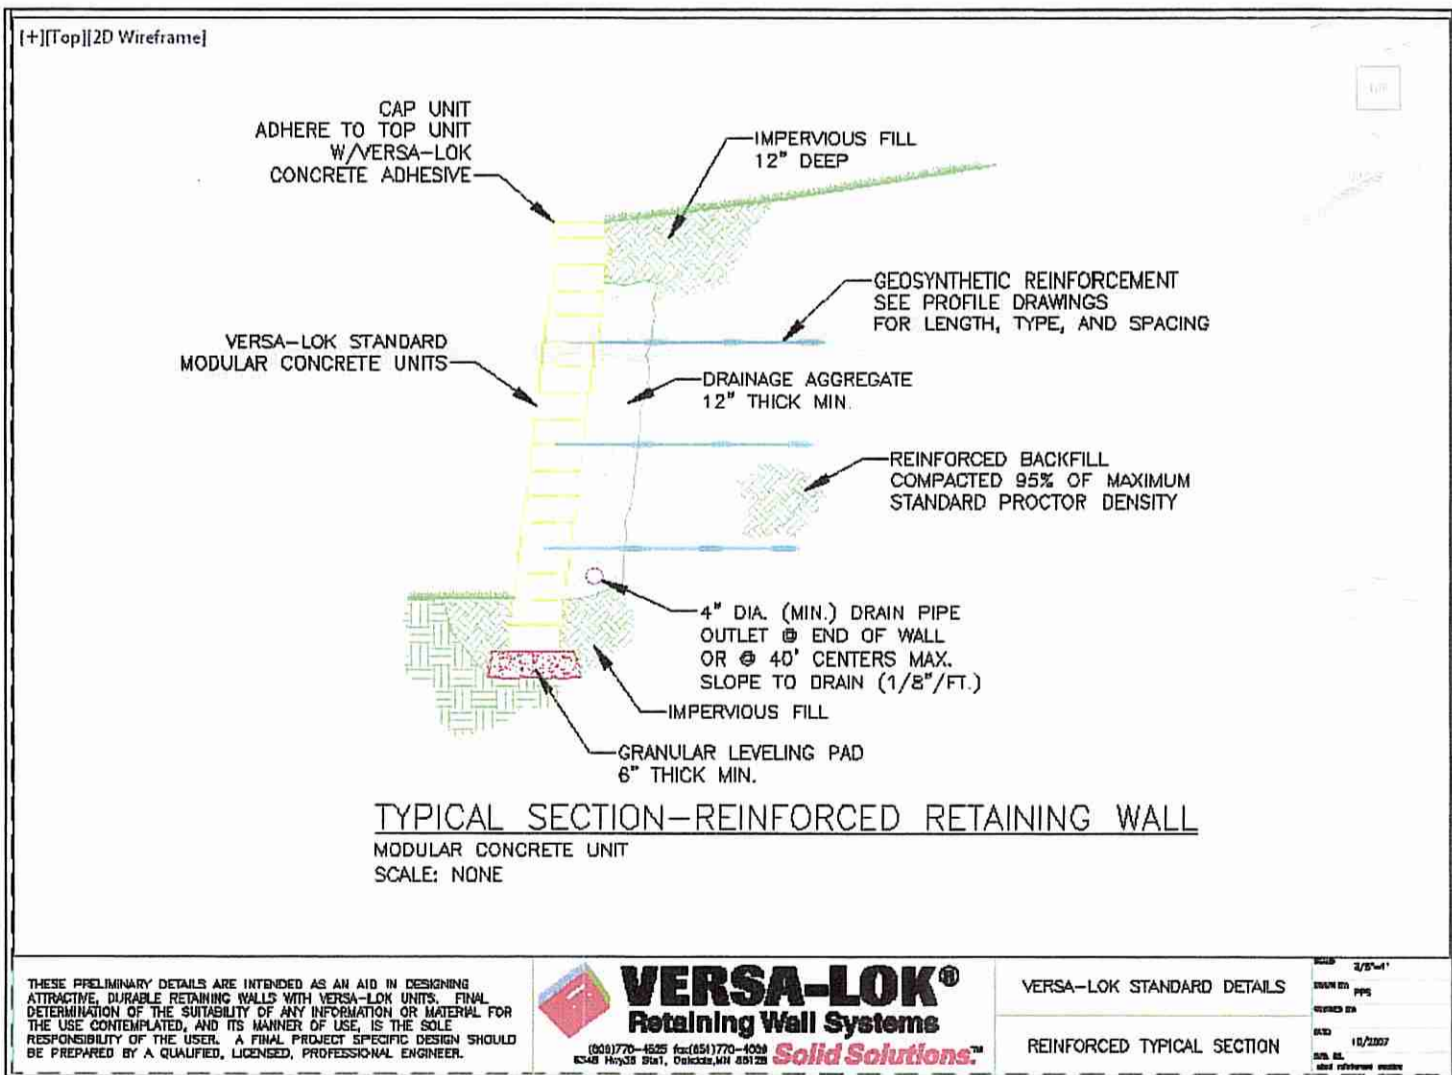 [+][Top][2D Wireframe]
CAP UNIT
ADHERE TO TOP UNIT
W/VERSA-LOK
CONCRETE ADHESIVE
IMPERVIOUS FILL
12" DEEP
GEOSYNTHETIC REINFORCEMENT
SEE PROFILE DRAWINGS
FOR LENGTH, TYPE, AND SPACING
VERSA-LOK STANDARD
MODULAR CONCRETE UNITS
DRAINAGE AGGREGATE
12" THICK MIN.
REINFORCED BACKFILL
COMPACTED 95% OF MAXIMUM
STANDARD PROCTOR DENSITY
4" DIA. (MIN.) DRAIN PIPE
OUTLET @ END OF WALL
OR @ 40' CENTERS MAX.
SLOPE TO DRAIN (1/8"/FT.)
IMPERVIOUS FILL
GRANULAR LEVELING PAD
6" THICK MIN.
TYPICAL SECTION-REINFORCED RETAINING WALL
MODULAR CONCRETE UNIT
SCALE: NONE
THESE PRELIMINARY DETAILS ARE INTENDED AS AN AID IN DESIGNING
ATTRACTIVE, DURABLE RETAINING WALLS WITH VERSA-LOK UNITS. FINAL
DETERMINATION OF THE SUITABILITY OF ANY INFORMATION OR MATERIAL FOR
THE USE CONTEMPLATED, AND ITS MANNER OF USE, IS THE SOLE
RESPONSIBILITY OF THE USER. A FINAL PROJECT SPECIFIC DESIGN SHOULD
BE PREPARED BY A QUALIFIED, LICENSED, PROFESSIONAL ENGINEER.
VERSA-LOK®
Retaining Wall Systems
Solid Solutions.™
VERSA-LOK STANDARD DETAILS
REINFORCED TYPICAL SECTION
PPS
10/2007